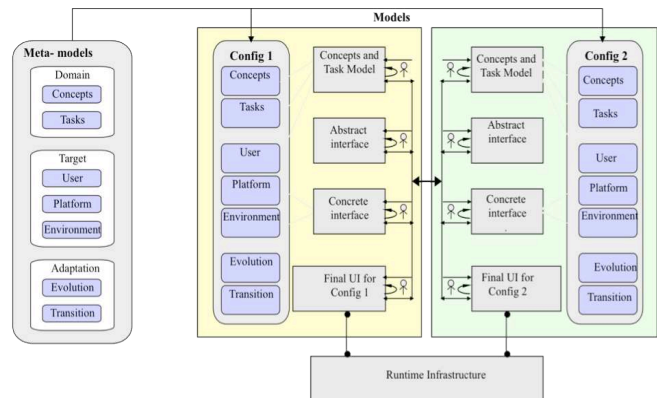 Models
Meta- models
Domain
Concepts
Tasks
Target
User
Platform
Environment
Adaptation
Evolution
Transition
Config 1
Concepts
Tasks
User
Platform
Environment
Evolution
Transition
Concepts and
Task Model
Abstract
interface
Concrete
interface
Final UI for
Config 1
Concepts and
Task Model
Abstract
interface
Concrete
interface
.
Final UI for
Config 2
Config 2
Concepts
Tasks
User
Platform
Environment
Evolution
Transition
Runtime Infrastructure